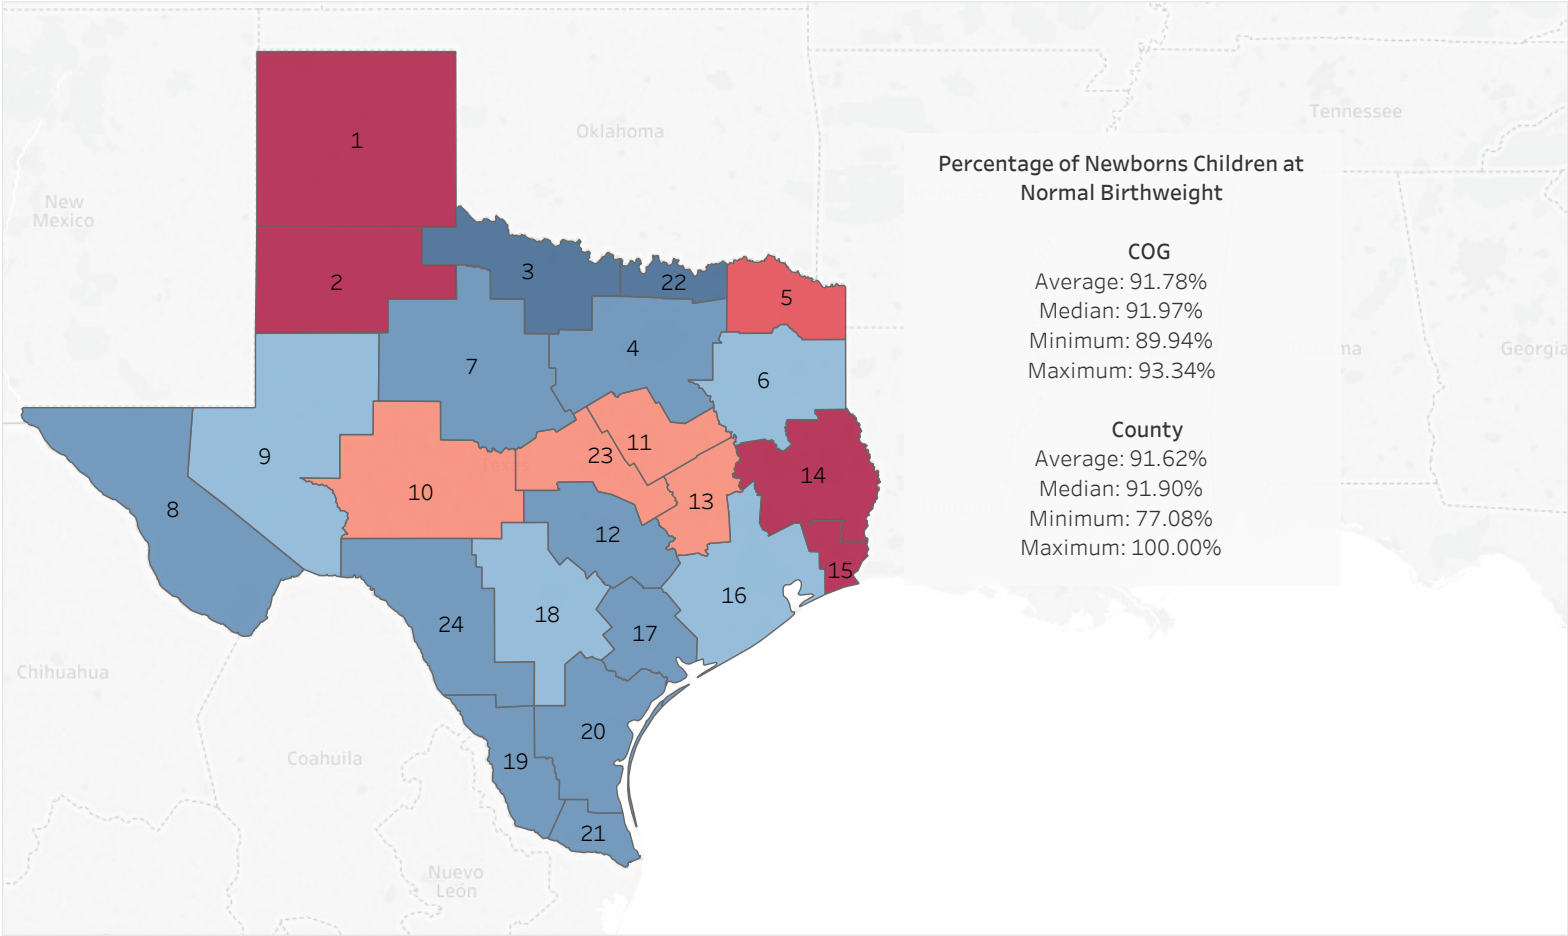 1
Oklahoma
Tennessee
Percentage of Newborns Children at
Normal Birthweight
New
Mexico
COG
Average: 91.78%
Median: 91.97%
Minimum: 89.94%
Maximum: 93.34%
2
3
22
5
4
7
6
Georgia
County
Average: 91.62%
Median: 91.90%
Minimum: 77.08%
Maximum: 100.00%
9
11
23
Texas
10
14
13
8
12
15
16
18
24
17
Chihuahua
20
Coahuila
19
21
Nuevo
León